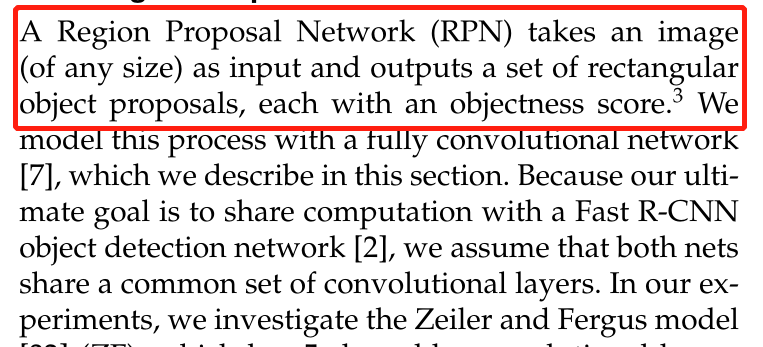 A Region Proposal Network (RPN) takes an image
(of any size) as input and outputs a set of rectangular
object proposals, each with an objectness score.³ We
model this process with a fully convolutional network
[7], which we describe in this section. Because our ulti-
mate goal is to share computation with a Fast R-CNN
object detection network [2], we assume that both nets
share a common set of convolutional layers. In our ex-
periments, we investigate the Zeiler and Fergus model